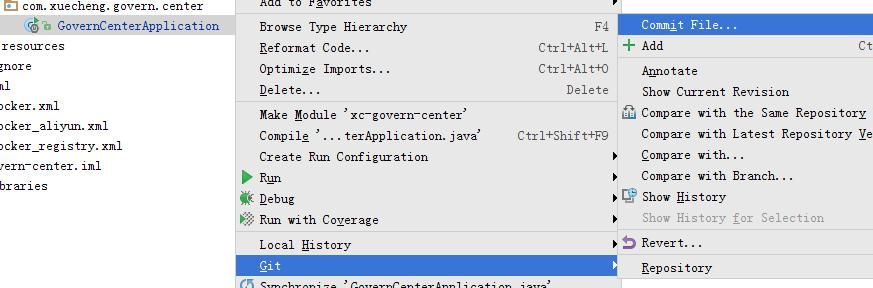 com.xuecheng.govern.center
GovernCenterApplication
resources
gnore
ml
ocker.xml
ocker_aliyun.xml
ocker_registry.xml
vern-center.iml
braries
Add to Favorites
Browse Type Hierarchy F4
Reformat Code... Ctrl+Alt+L
Optimize Imports... Ctrl+Alt+O
Delete... Delete
Make Module 'xc-govern-center'
Compile '...terApplication.java' Ctrl+Shift+F9
Create Run Configuration
Run
Debug
Run with Coverage
Local History
Git
Synchronize 'GovernCenterApplication.java'
Commit File...
Add Ct
Annotate
Show Current Revision
Compare with the Same Repository
Compare with Latest Repository Ve
Compare with...
Compare with Branch...
Show History
Show History for Selection
Revert...
Repository